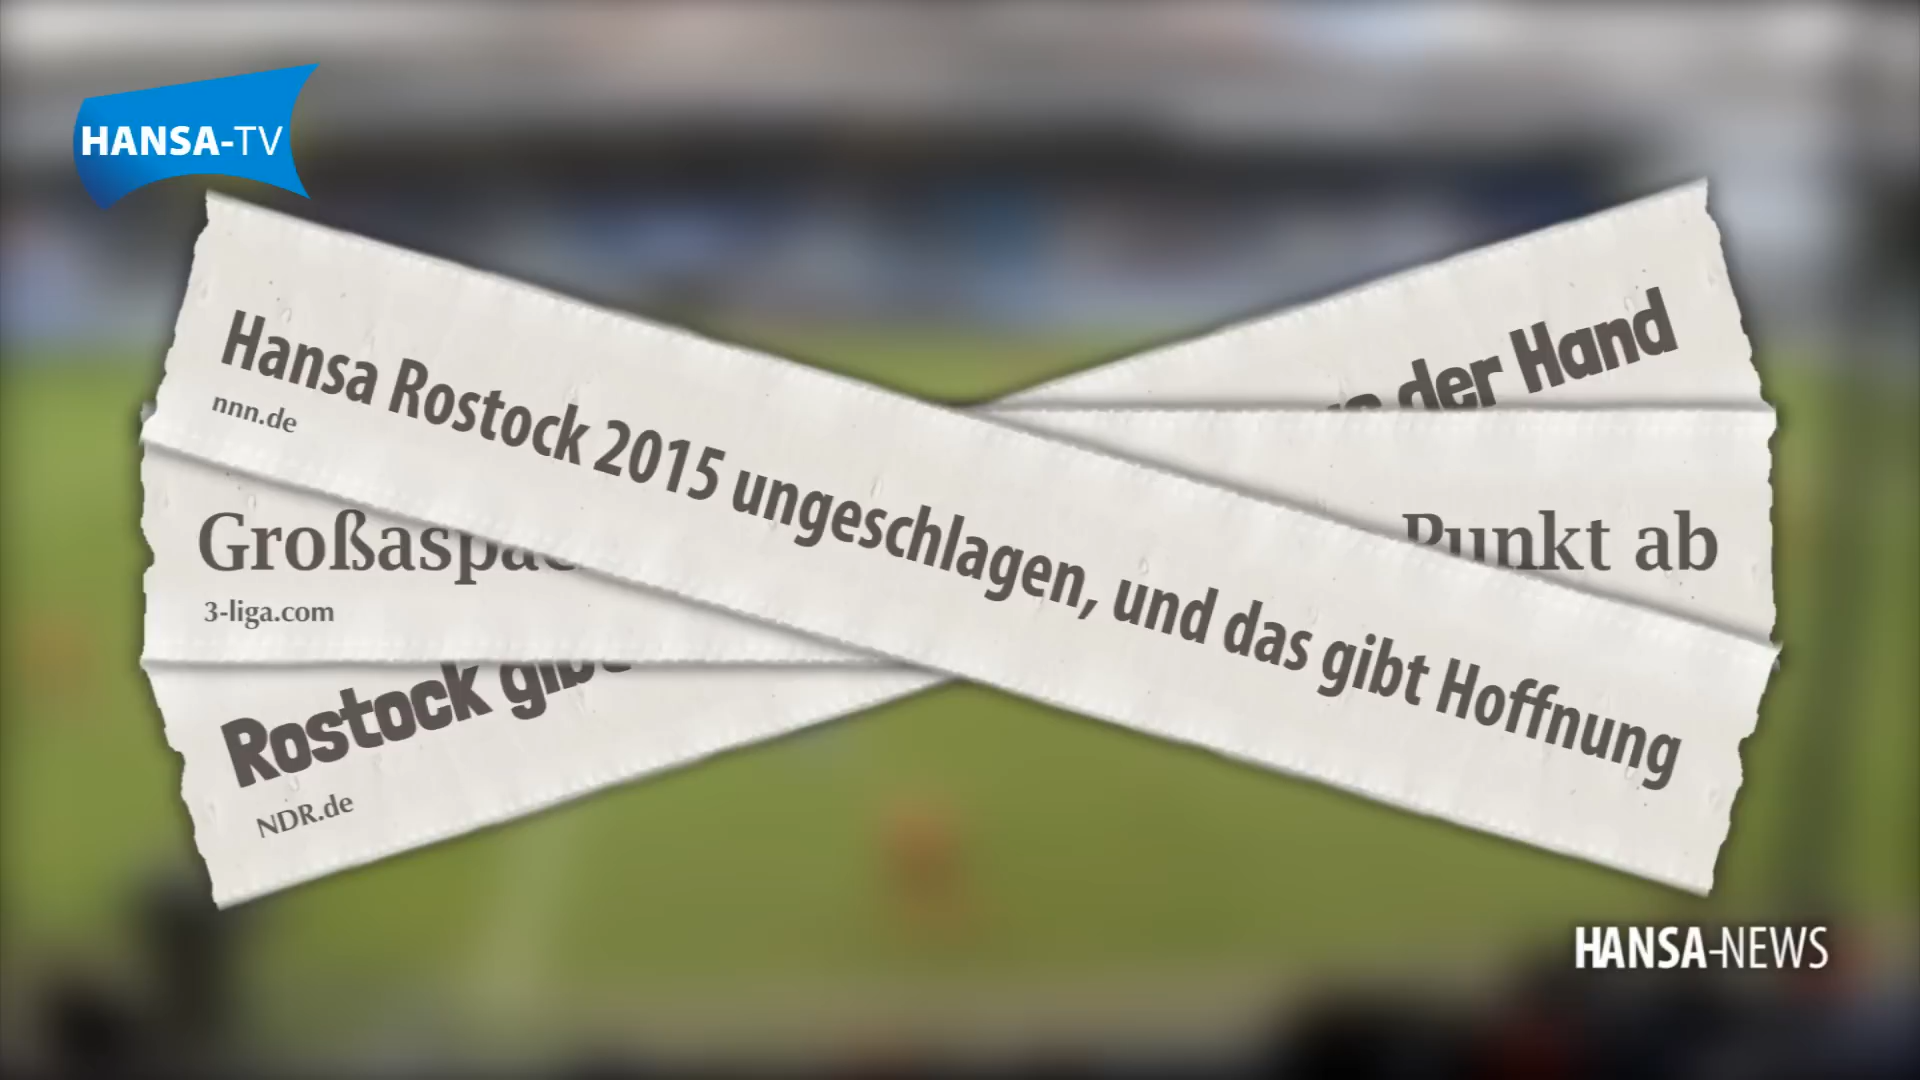 HANSA-TV
der Hand
Hansa Rostock 2015 ungeschlagen, und das gibt Hoffnung
nnn.de
Punkt ab
3-liga.com
Rostock gibt
NDR.de
HANSA-NEWS